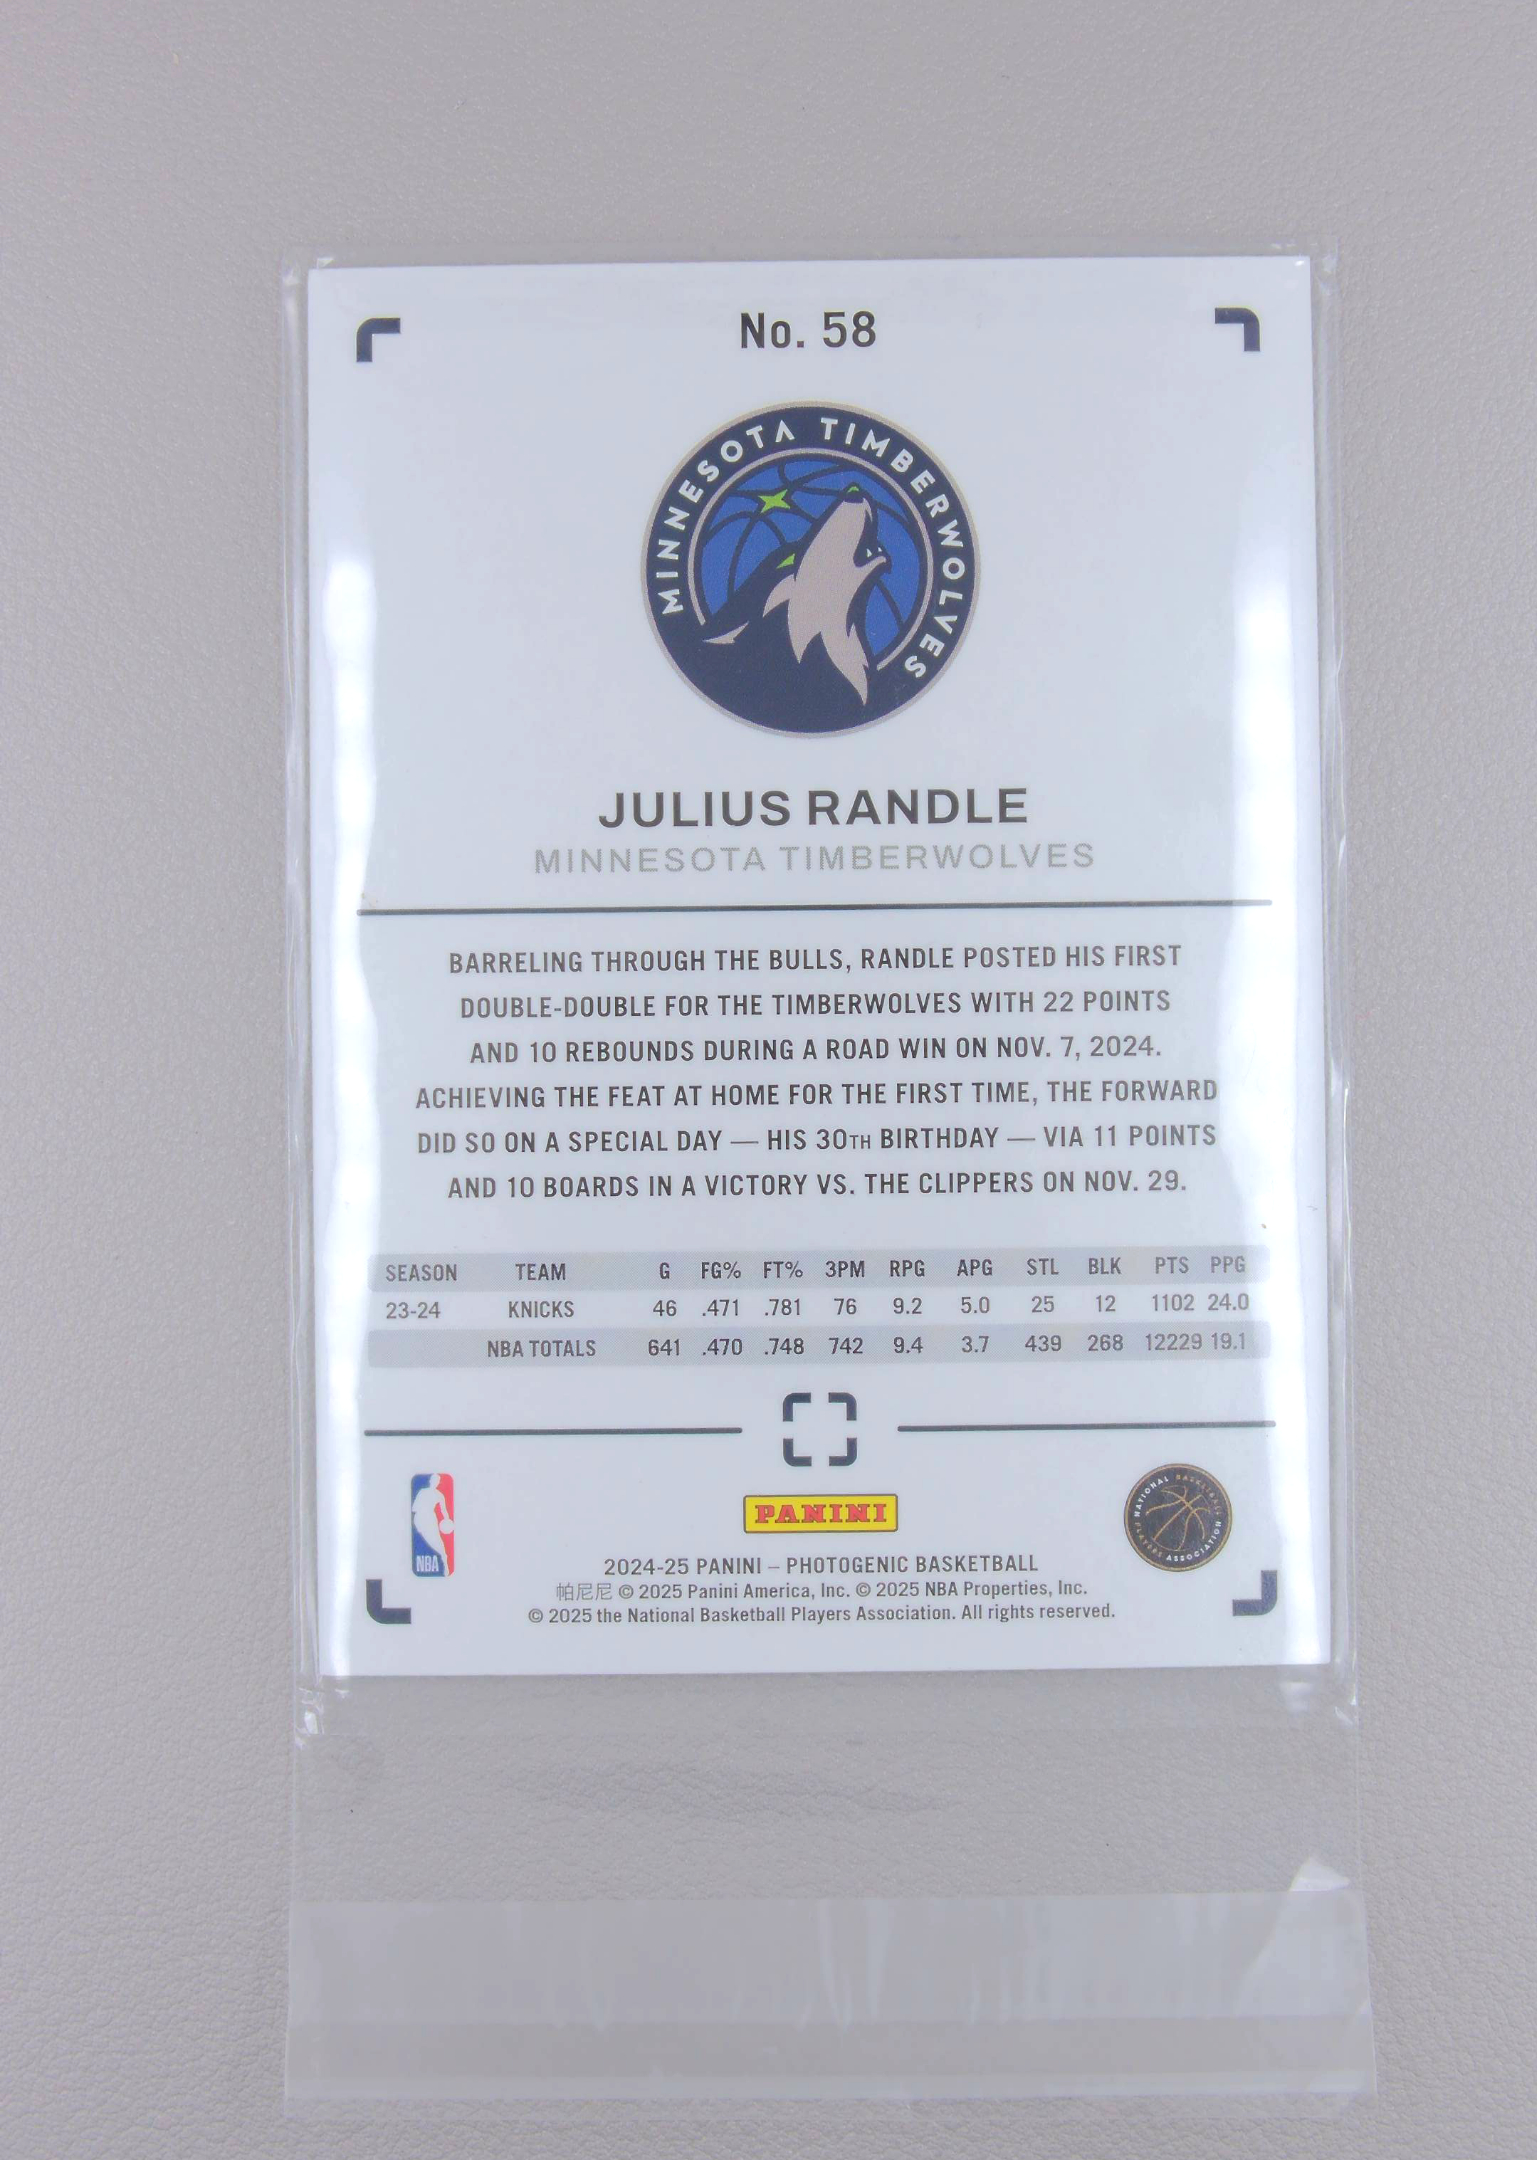 No. 58
MINNESOTA TIMBERWOLVES
JULIUS RANDLE
MINNESOTA TIMBERWOLVES
BARRELING THROUGH THE BULLS, RANDLE POSTED HIS FIRST
DOUBLE-DOUBLE FOR THE TIMBERWOLVES WITH 22 POINTS
AND 10 REBOUNDS DURING A ROAD WIN ON NOV. 7, 2024.
ACHIEVING THE FEAT AT HOME FOR THE FIRST TIME, THE FORWARD
DID SO ON A SPECIAL DAY — HIS 30TH BIRTHDAY — VIA 11 POINTS
AND 10 BOARDS IN A VICTORY VS. THE CLIPPERS ON NOV. 29.
SEASON TEAM G FG% FT% 3PM RPG APG STL BLK PTS PPG
23-24 KNICKS 46 .471 .781 76 9.2 5.0 25 12 1102 24.0
NBA TOTALS 641 .470 .748 742 9.4 3.7 439 268 12229 19.1
NBA
PANINI
NATIONAL BASKETBALL PLAYERS ASSOCIATION
2024-25 PANINI – PHOTOGENIC BASKETBALL
帕尼尼 © 2025 Panini America, Inc. © 2025 NBA Properties, Inc.
© 2025 the National Basketball Players Association. All rights reserved.